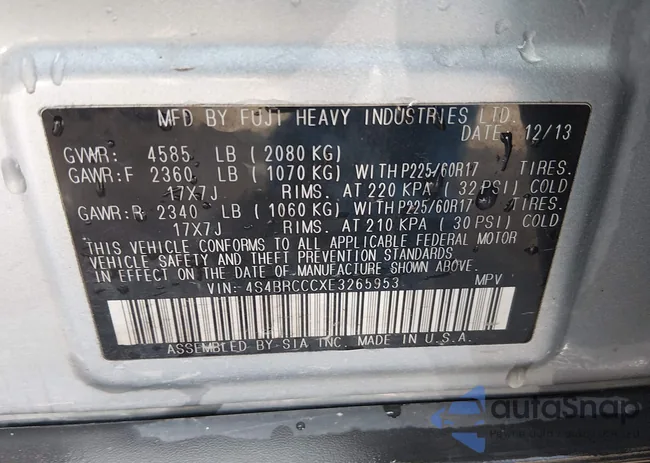 MFD BY FUJI HEAVY INDUSTRIES LTD.
DATE: 12/13
GVWR: 4585 LB (2080 KG)
GAWR:F 2360 LB (1070 KG) WITH P225/60R17 TIRES.
17X7J RIMS. AT 220 KPA (32 PSI) COLD
GAWR:R 2340 LB (1060 KG) WITH P225/60R17 TIRES.
17X7J RIMS. AT 210 KPA (30 PSI) COLD
THIS VEHICLE CONFORMS TO ALL APPLICABLE FEDERAL MOTOR
VEHICLE SAFETY AND THEFT PREVENTION STANDARDS
IN EFFECT ON THE DATE OF MANUFACTURE SHOWN ABOVE.
VIN: 4S4BRCCCXE3265953 MPV
ASSEMBLED BY SIA INC. MADE IN U.S.A.
autoSnap